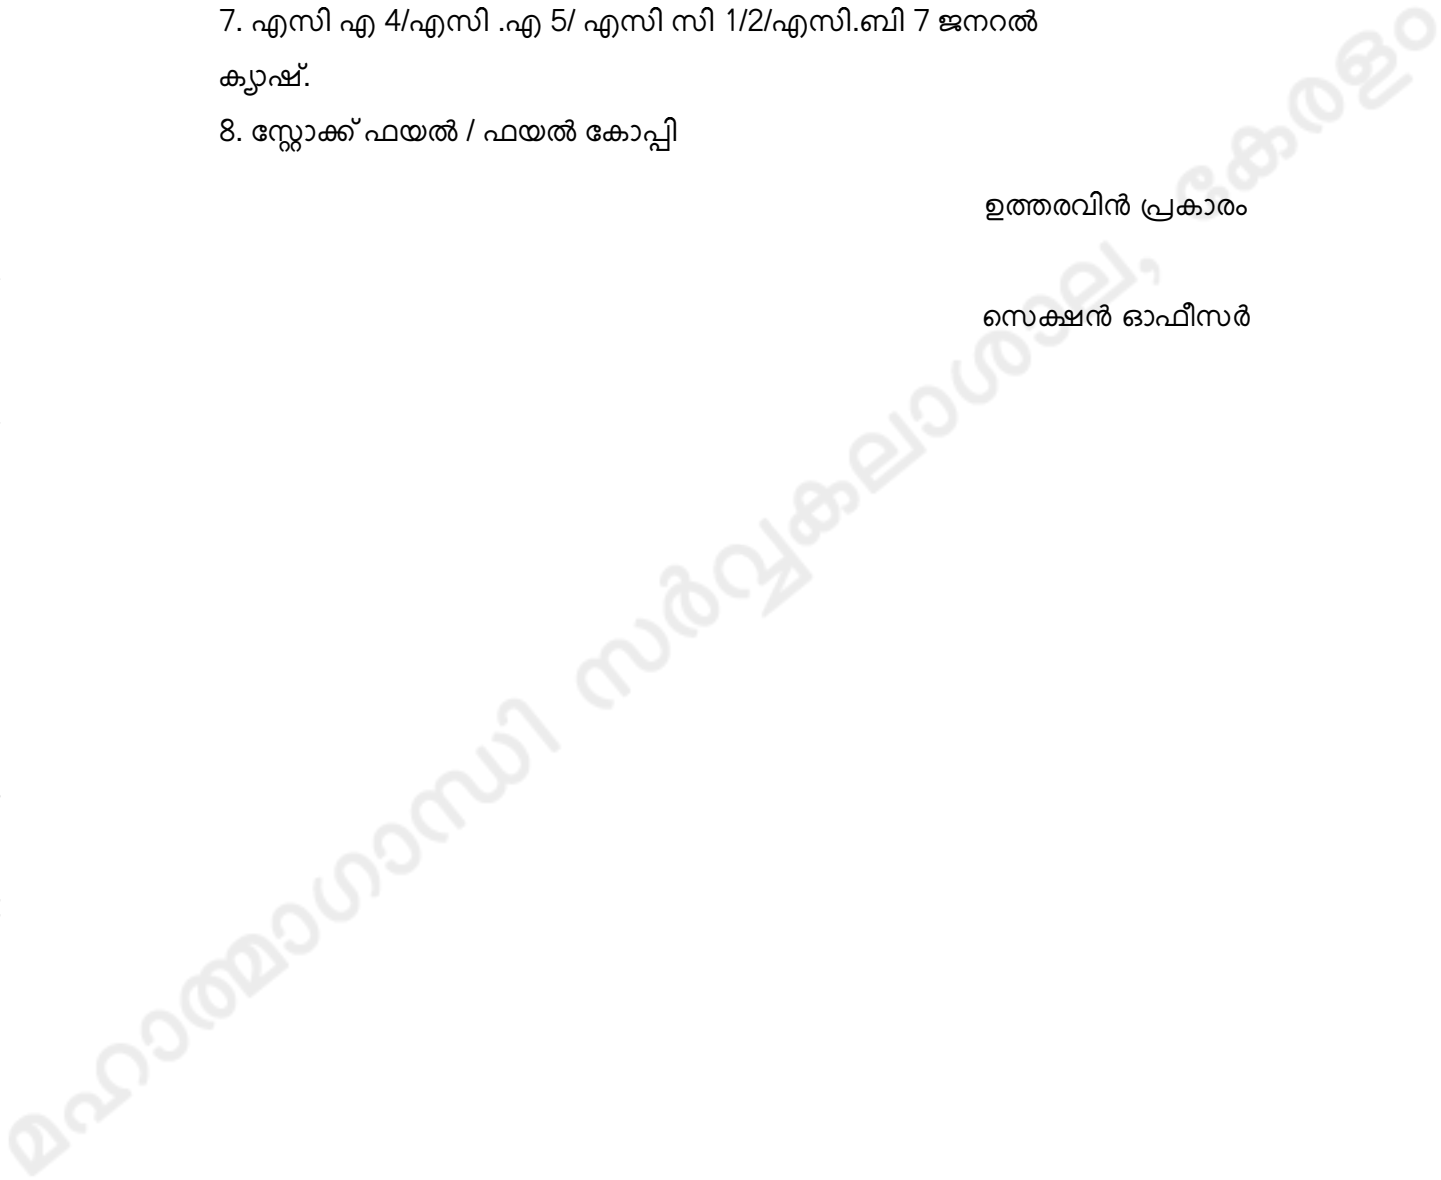 7. എസി എ 4/എസി .എ 5/ എസി സി 1/2/എസി.ബി 7 ജനറൽ
ക്യാഷ്.
8. സ്റ്റോക്ക് ഫയൽ / ഫയൽ കോപ്പി
ഉത്തരവിൻ പ്രകാരം
സെക്ഷൻ ഓഫീസർ
മഹാത്മാഗാന്ധി സർവ്വകലാശാല, കേരളം